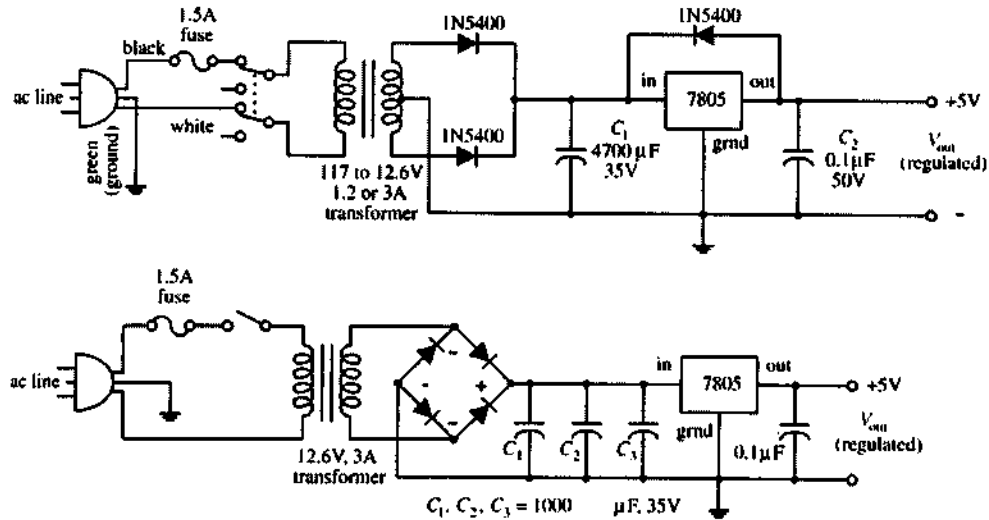 1N5400
1.5A
fuse
black
ac line
white
green
(ground)
117 to 12.6V
1.2 or 3A
transformer
1N5400
1N5400
in
7805
out
grnd
C₁
4700 µF
35V
C₂
0.1µF
50V
+5V
Vout
(regulated)
-
1.5A
fuse
ac line
12.6V, 3A
transformer
-
-
+
-
C₁
C₂
C₃
in
7805
out
grnd
0.1µF
+5V
Vout
(regulated)
-
C₁, C₂, C₃ = 1000 µF, 35V